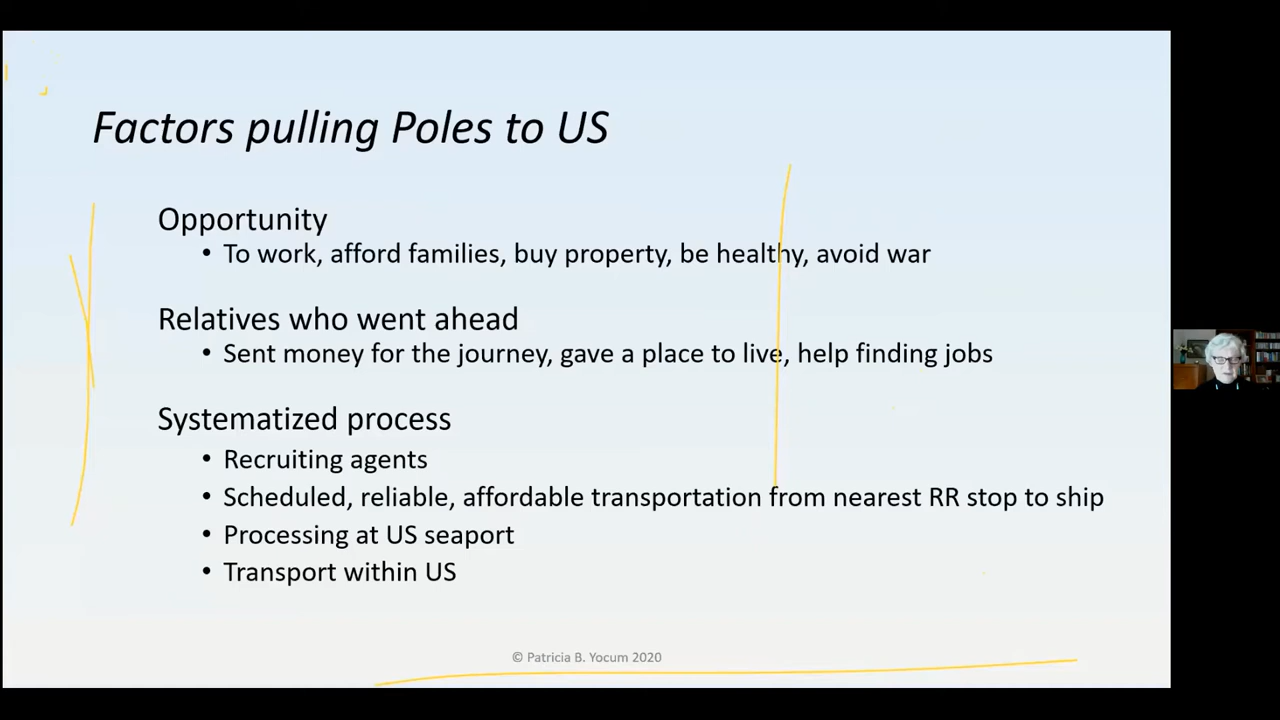 Factors pulling Poles to US
Opportunity
• To work, afford families, buy property, be healthy, avoid war
Relatives who went ahead
• Sent money for the journey, gave a place to live, help finding jobs
Systematized process
• Recruiting agents
• Scheduled, reliable, affordable transportation from nearest RR stop to ship
• Processing at US seaport
• Transport within US
© Patricia B. Yocum 2020